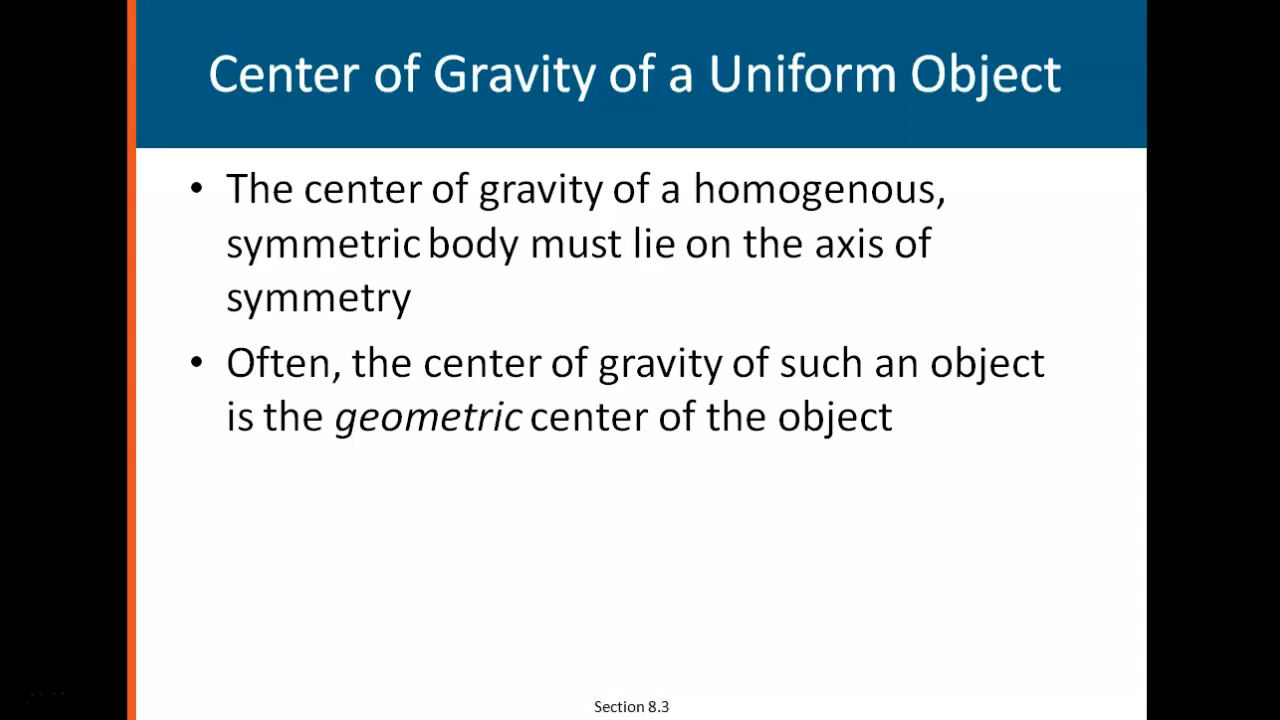 Center of Gravity of a Uniform Object
• The center of gravity of a homogenous,
symmetric body must lie on the axis of
symmetry
• Often, the center of gravity of such an object
is the geometric center of the object
Section 8.3